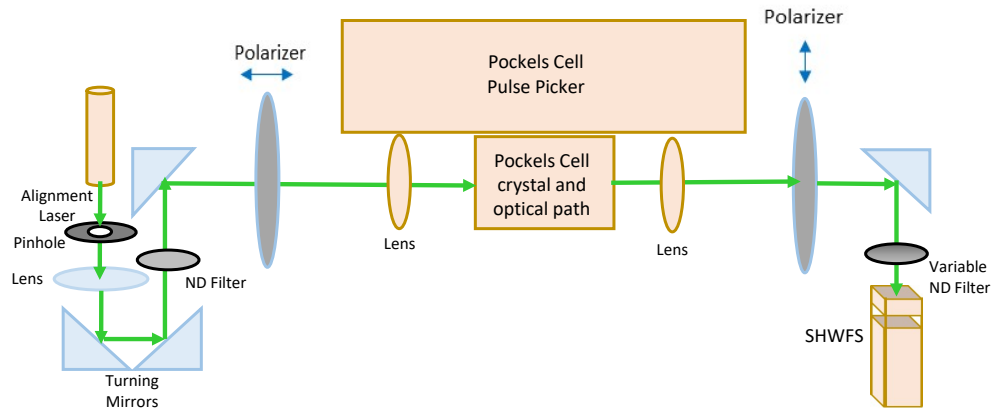 Polarizer
Pockels Cell
Pulse Picker
Polarizer
Alignment
Laser
Pinhole
Lens
ND Filter
Turning
Mirrors
Lens
Pockels Cell
crystal and
optical path
Lens
Variable
ND Filter
SHWFS